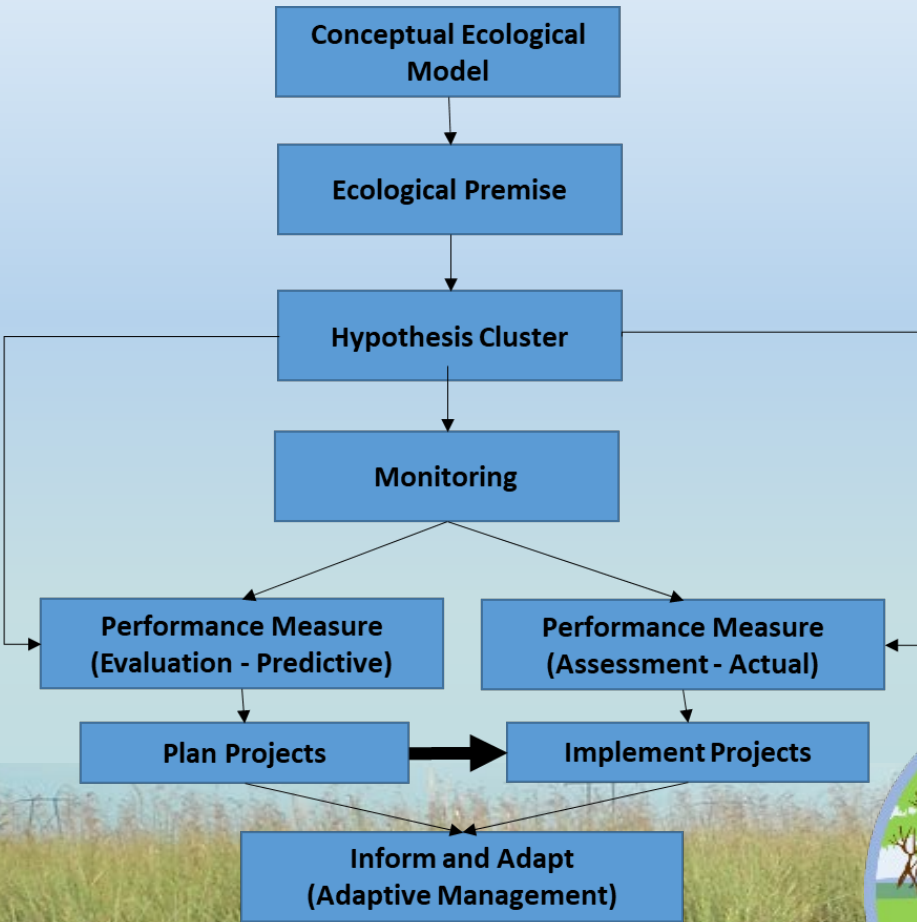 Conceptual Ecological
Model
Ecological Premise
Hypothesis Cluster
Monitoring
Performance Measure
(Evaluation - Predictive)
Performance Measure
(Assessment - Actual)
Plan Projects
Implement Projects
Inform and Adapt
(Adaptive Management)